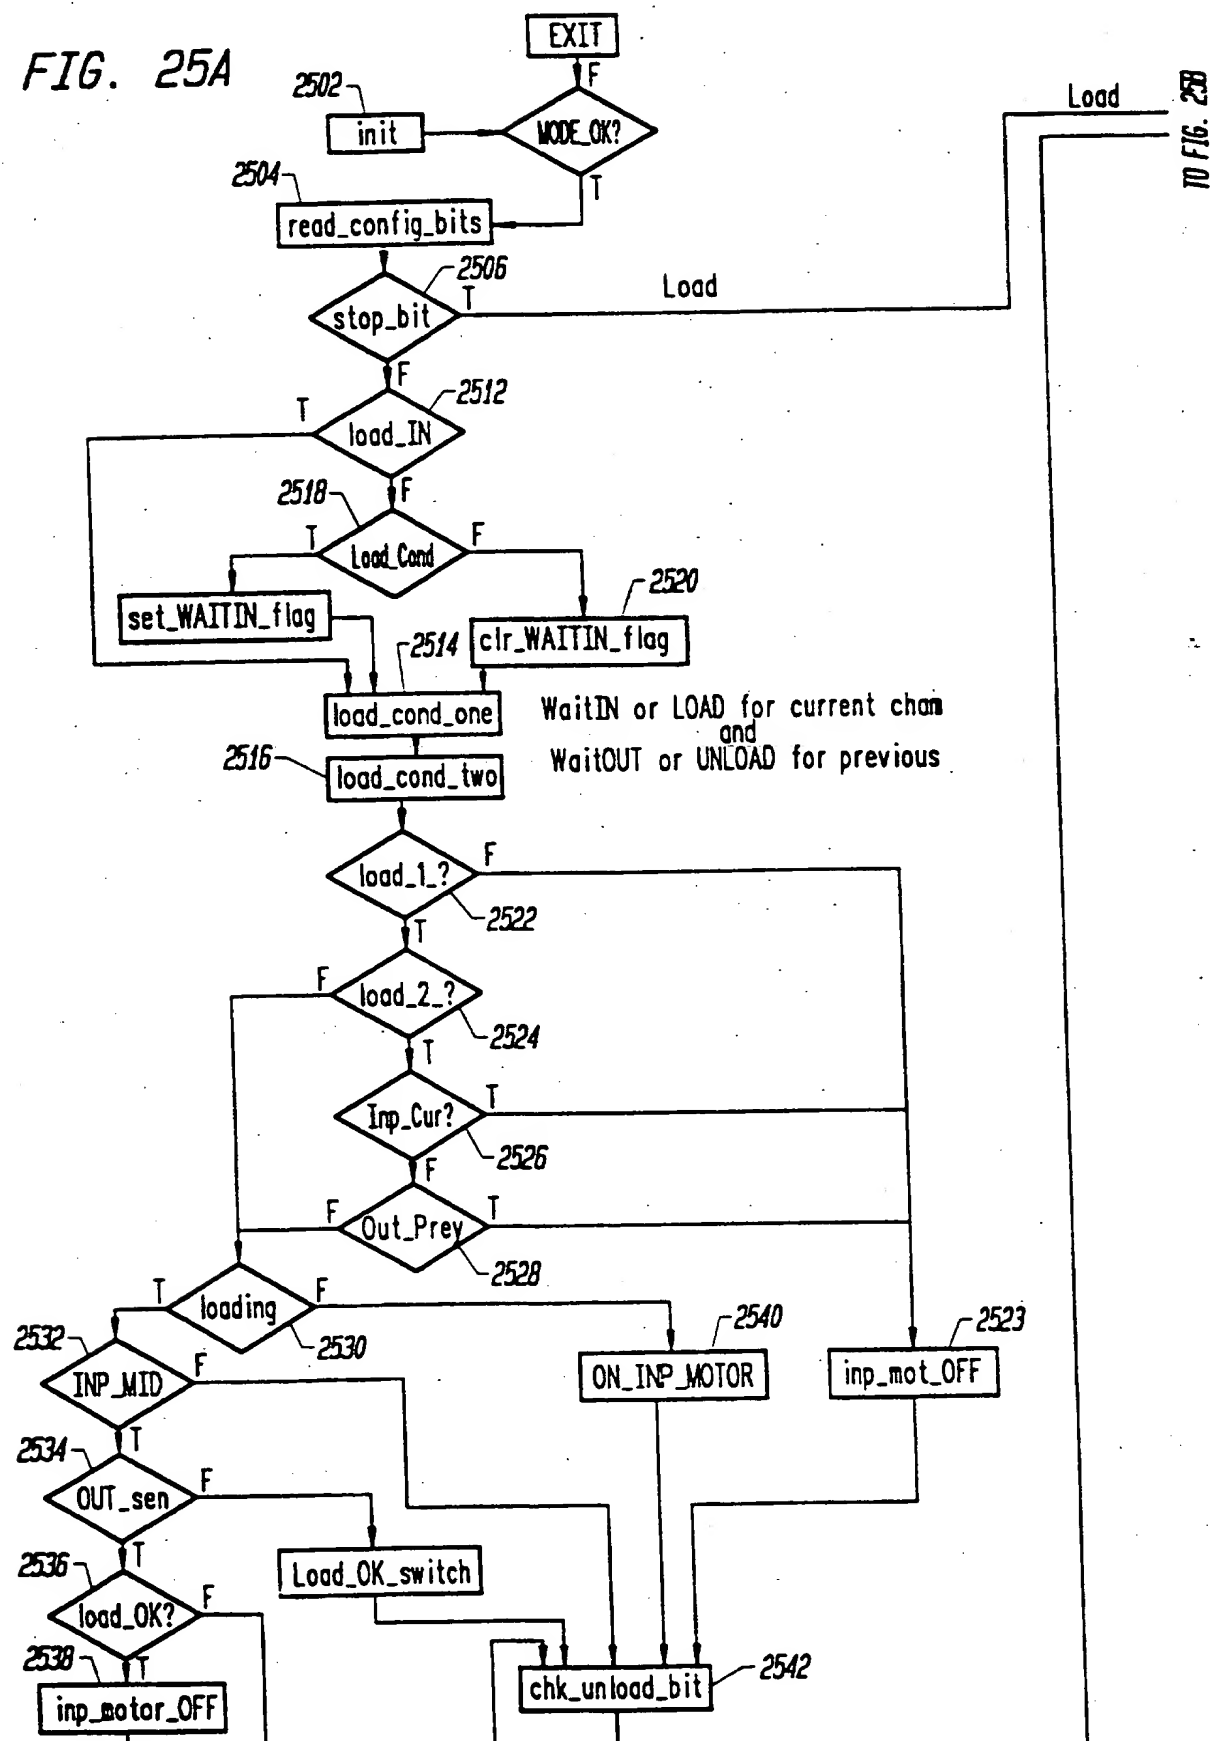 FIG. 25A
EXIT
F
2502
init
MODE_OK?
Load
TO FIG. 25B
T
2504
read_config_bits
2506
stop_bit
T
Load
F
2512
T
load_IN
F
2518
T
Load_Cond
F
set_WAITIN_flag
2520
clr_WAITIN_flag
2514
load_cond_one
WaitIN or LOAD for current chan
and
2516
load_cond_two
WaitOUT or UNLOAD for previous
load_1_?
F
2522
T
F
load_2_?
2524
T
Inp_Cur?
T
2526
F
F
Out_Prev
T
2528
T
loading
F
2530
2532
INP_MID
F
2540
ON_INP_MOTOR
2523
inp_mot_OFF
T
2534
OUT_sen
F
T
Load_OK_switch
2536
load_OK?
F
T
2538
inp_motor_OFF
chk_unload_bit
2542